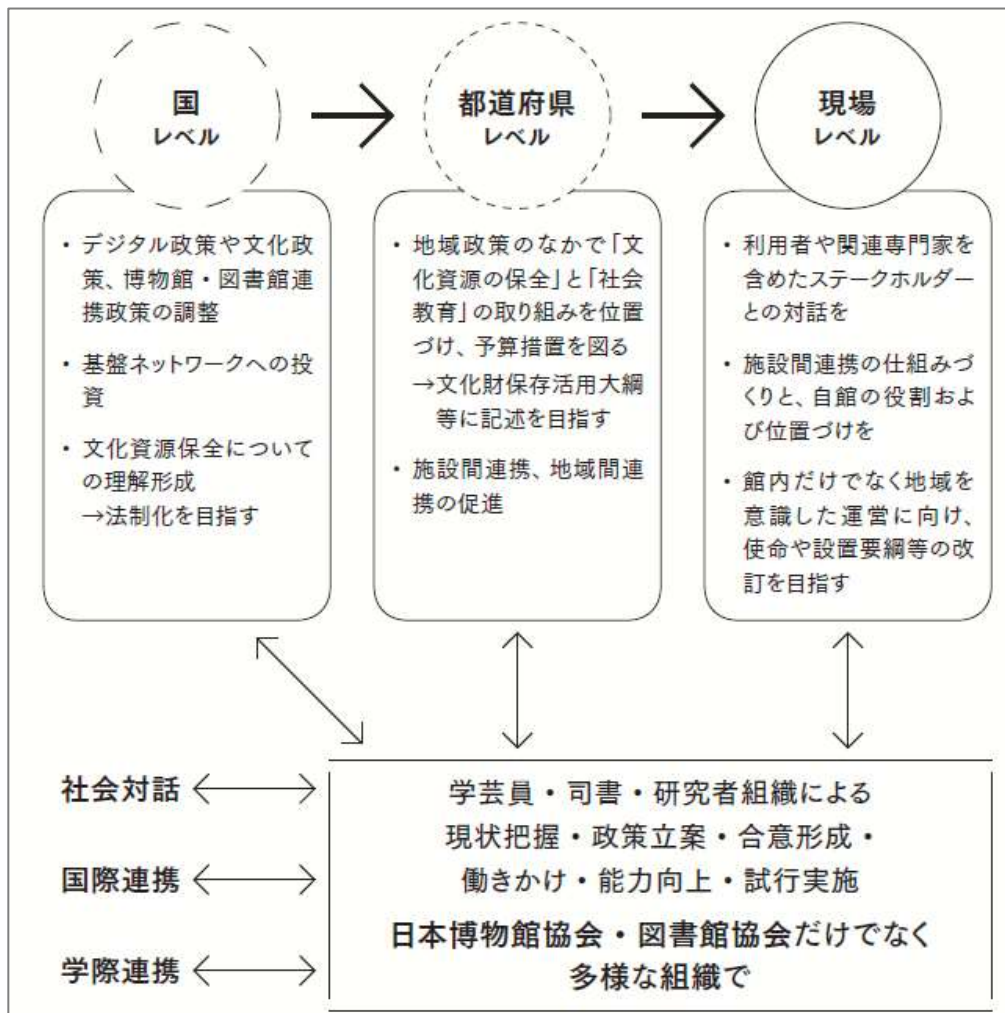 国
レベル
都道府県
レベル
現場
レベル
・ デジタル政策や文化政
策、博物館・図書館連
携政策の調整
・ 基盤ネットワークへの投
資
・ 文化資源保全について
の理解形成
→法制化を目指す
・ 地域政策のなかで「文
化資源の保全」と「社会
教育」の取り組みを位置
づけ、予算措置を図る
→文化財保存活用大綱
等に記述を目指す
・ 施設間連携、地域間連
携の促進
・ 利用者や関連専門家を
含めたステークホルダー
との対話を
・ 施設間連携の仕組みづ
くりと、自館の役割およ
び位置づけを
・ 館内だけでなく地域を
意識した運営に向け、
使命や設置要綱等の改
訂を目指す
社会対話
国際連携
学際連携
学芸員・司書・研究者組織による
現状把握・政策立案・合意形成・
働きかけ・能力向上・試行実施
日本博物館協会・図書館協会だけでなく
多様な組織で